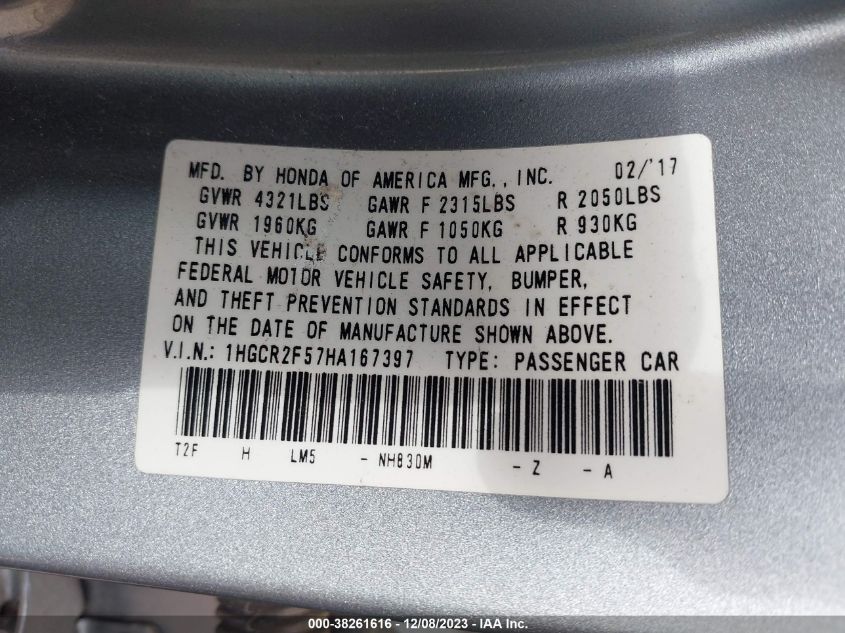 MFD. BY HONDA OF AMERICA MFG., INC. 02/'17
GVWR 4321LBS GAWR F 2315LBS R 2050LBS
GVWR 1960KG GAWR F 1050KG R 930KG
THIS VEHICLE CONFORMS TO ALL APPLICABLE
FEDERAL MOTOR VEHICLE SAFETY, BUMPER,
AND THEFT PREVENTION STANDARDS IN EFFECT
ON THE DATE OF MANUFACTURE SHOWN ABOVE.
V.I.N.: 1HGCR2F57HA167397 TYPE: PASSENGER CAR
T2F H LM5 - NH830M - Z - A
000-38261616 - 12/08/2023 - IAA Inc.